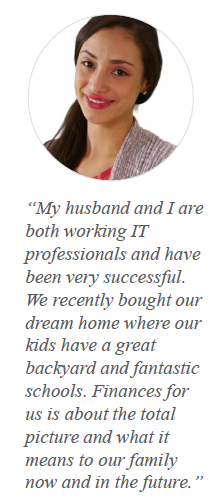 “My husband and I are
both working IT
professionals and have
been very successful.
We recently bought our
dream home where our
kids have a great
backyard and fantastic
schools. Finances for
us is about the total
picture and what it
means to our family
now and in the future.”